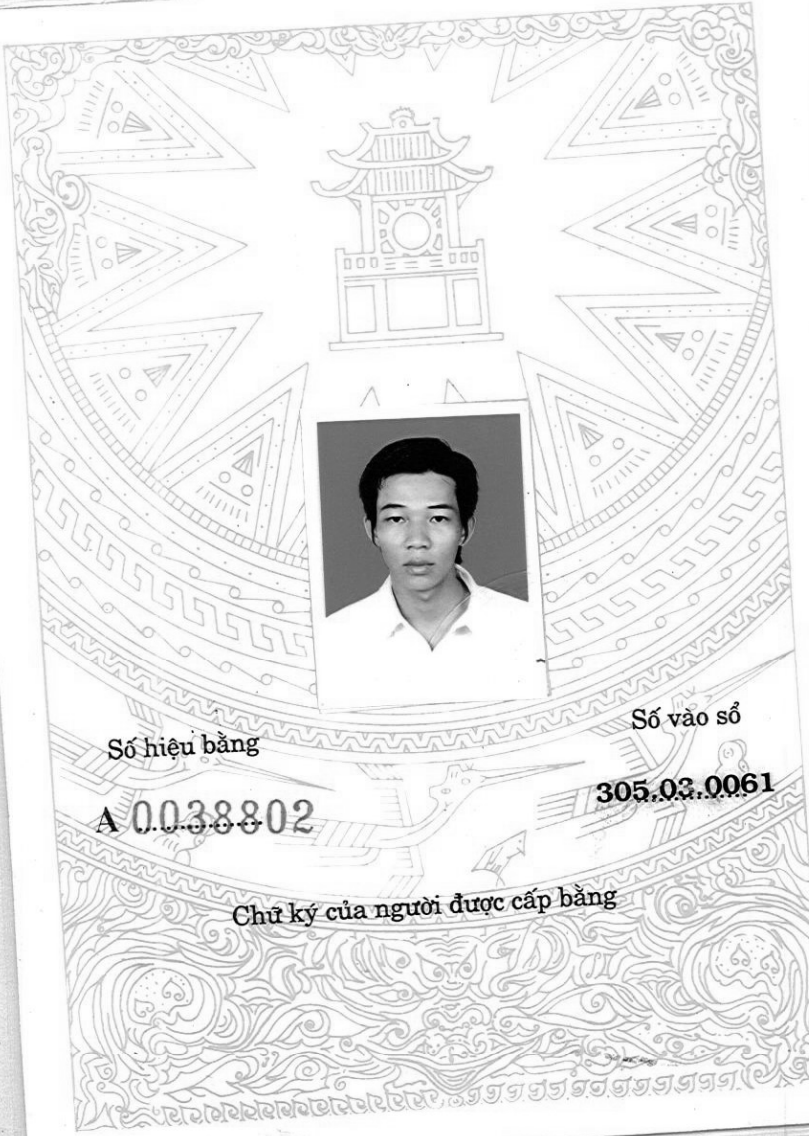 Số hiệu bằng
Số vào sổ
A 0038802
305.03.0061
Chữ ký của người được cấp bằng